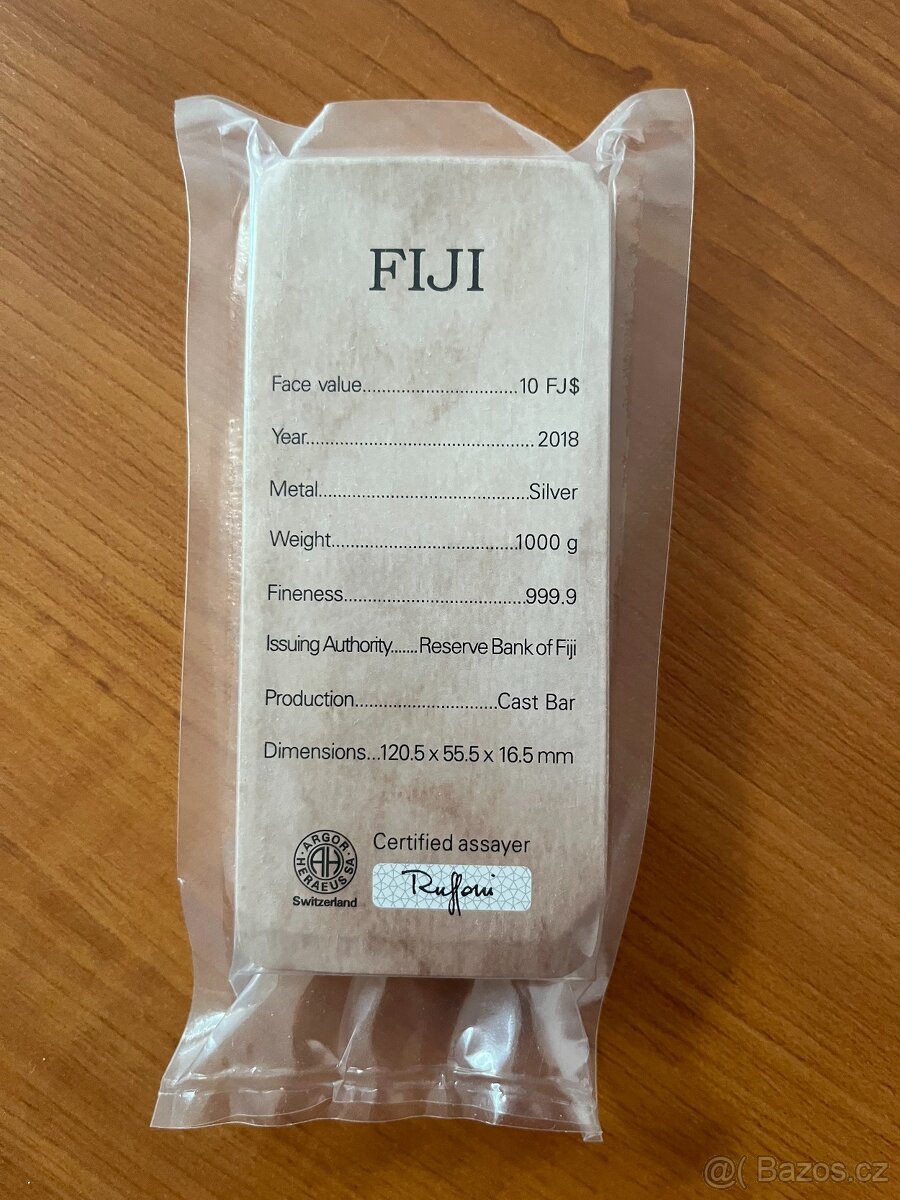 FIJI
Face value.................................10 FJ$
Year................................................ 2018
Metal............................................Silver
Weight.......................................1000 g
Fineness......................................999.9
Issuing Authority.......Reserve Bank of Fiji
Production..............................Cast Bar
Dimensions...120.5 x 55.5 x 16.5 mm
Certified assayer
·ARGOR·
AH
HERAEUS SA
Switzerland
Ruffoni
@( Bazos.cz